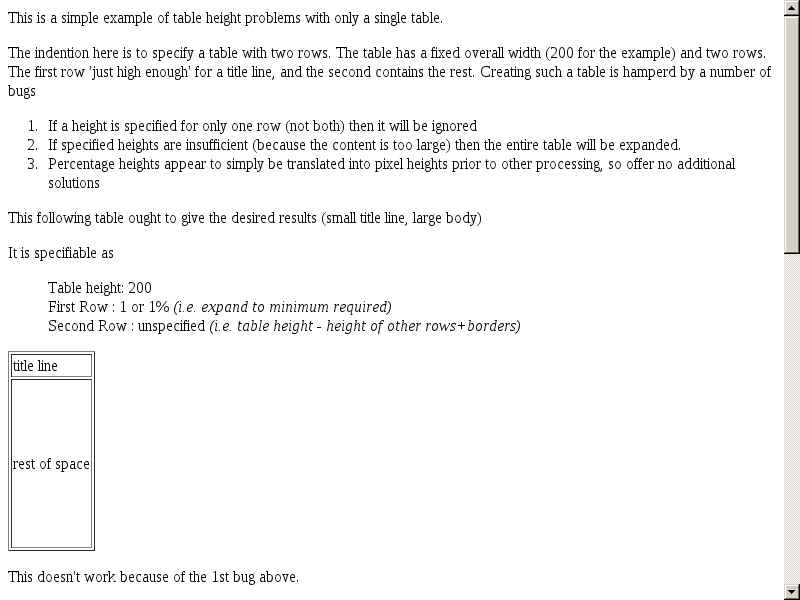 This is a simple example of table height problems with only a single table.
The indention here is to specify a table with two rows. The table has a fixed overall width (200 for the example) and two rows.
The first row 'just high enough' for a title line, and the second contains the rest. Creating such a table is hamperd by a number of
bugs
1. If a height is specified for only one row (not both) then it will be ignored
2. If specified heights are insufficient (because the content is too large) then the entire table will be expanded.
3. Percentage heights appear to simply be translated into pixel heights prior to other processing, so offer no additional
solutions
This following table ought to give the desired results (small title line, large body)
It is specifiable as
Table height: 200
First Row : 1 or 1% (i.e. expand to minimum required)
Second Row : unspecified (i.e. table height - height of other rows+borders)
title line
rest of space
This doesn't work because of the 1st bug above.